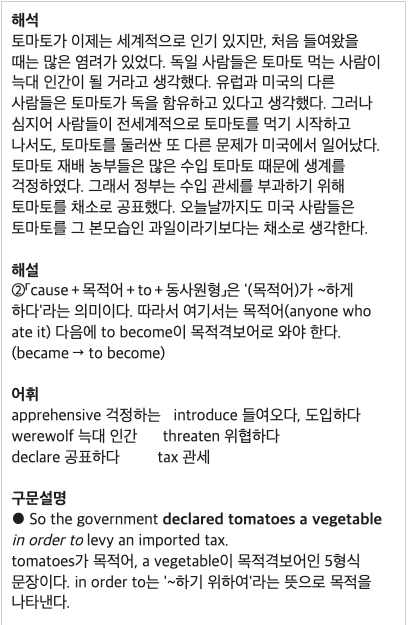 해석
토마토가 이제는 세계적으로 인기 있지만, 처음 들여왔을
때는 많은 염려가 있었다. 독일 사람들은 토마토 먹는 사람이
늑대 인간이 될 거라고 생각했다. 유럽과 미국의 다른
사람들은 토마토가 독을 함유하고 있다고 생각했다. 그러나
심지어 사람들이 전세계적으로 토마토를 먹기 시작하고
나서도, 토마토를 둘러싼 또 다른 문제가 미국에서 일어났다.
토마토 재배 농부들은 많은 수입 토마토 때문에 생계를
걱정하였다. 그래서 정부는 수입 관세를 부과하기 위해
토마토를 채소로 공표했다. 오늘날까지도 미국 사람들은
토마토를 그 본모습인 과일이라기보다는 채소로 생각한다.
해설
②「cause + 목적어 + to + 동사원형」은 '(목적어)가 ~하게
하다'라는 의미이다. 따라서 여기서는 목적어(anyone who
ate it) 다음에 to become이 목적격보어로 와야 한다.
(became → to become)
어휘
apprehensive 걱정하는 introduce 들여오다, 도입하다
werewolf 늑대 인간 threaten 위협하다
declare 공표하다 tax 관세
구문설명
● So the government declared tomatoes a vegetable
in order to levy an imported tax.
tomatoes가 목적어, a vegetable이 목적격보어인 5형식
문장이다. in order to는 '~하기 위하여'라는 뜻으로 목적을
나타낸다.